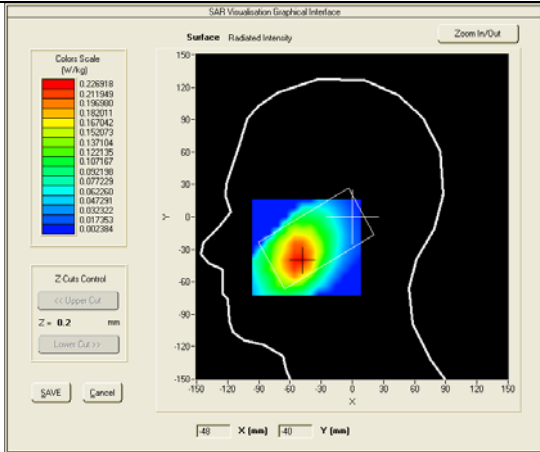 SAR Visualisation Graphical Interface
Surface Radiated Intensity
Zoom In/Out
Colors Scale
(W/kg)
0.226918
0.211949
0.196980
0.182011
0.167042
0.152073
0.137104
0.122135
0.107167
0.092198
0.077229
0.062260
0.047291
0.032322
0.017353
0.002384
Z Cuts Control
<< Upper Cut
Z = 0.2 mm
Lower Cut >>
SAVE Cancel
150
120
90
60
30
0
-30
-60
-90
-120
-150
Y
-150 -120 -90 -60 -30 0 30 60 90 120 150
X
-48 X (mm) -40 Y (mm)